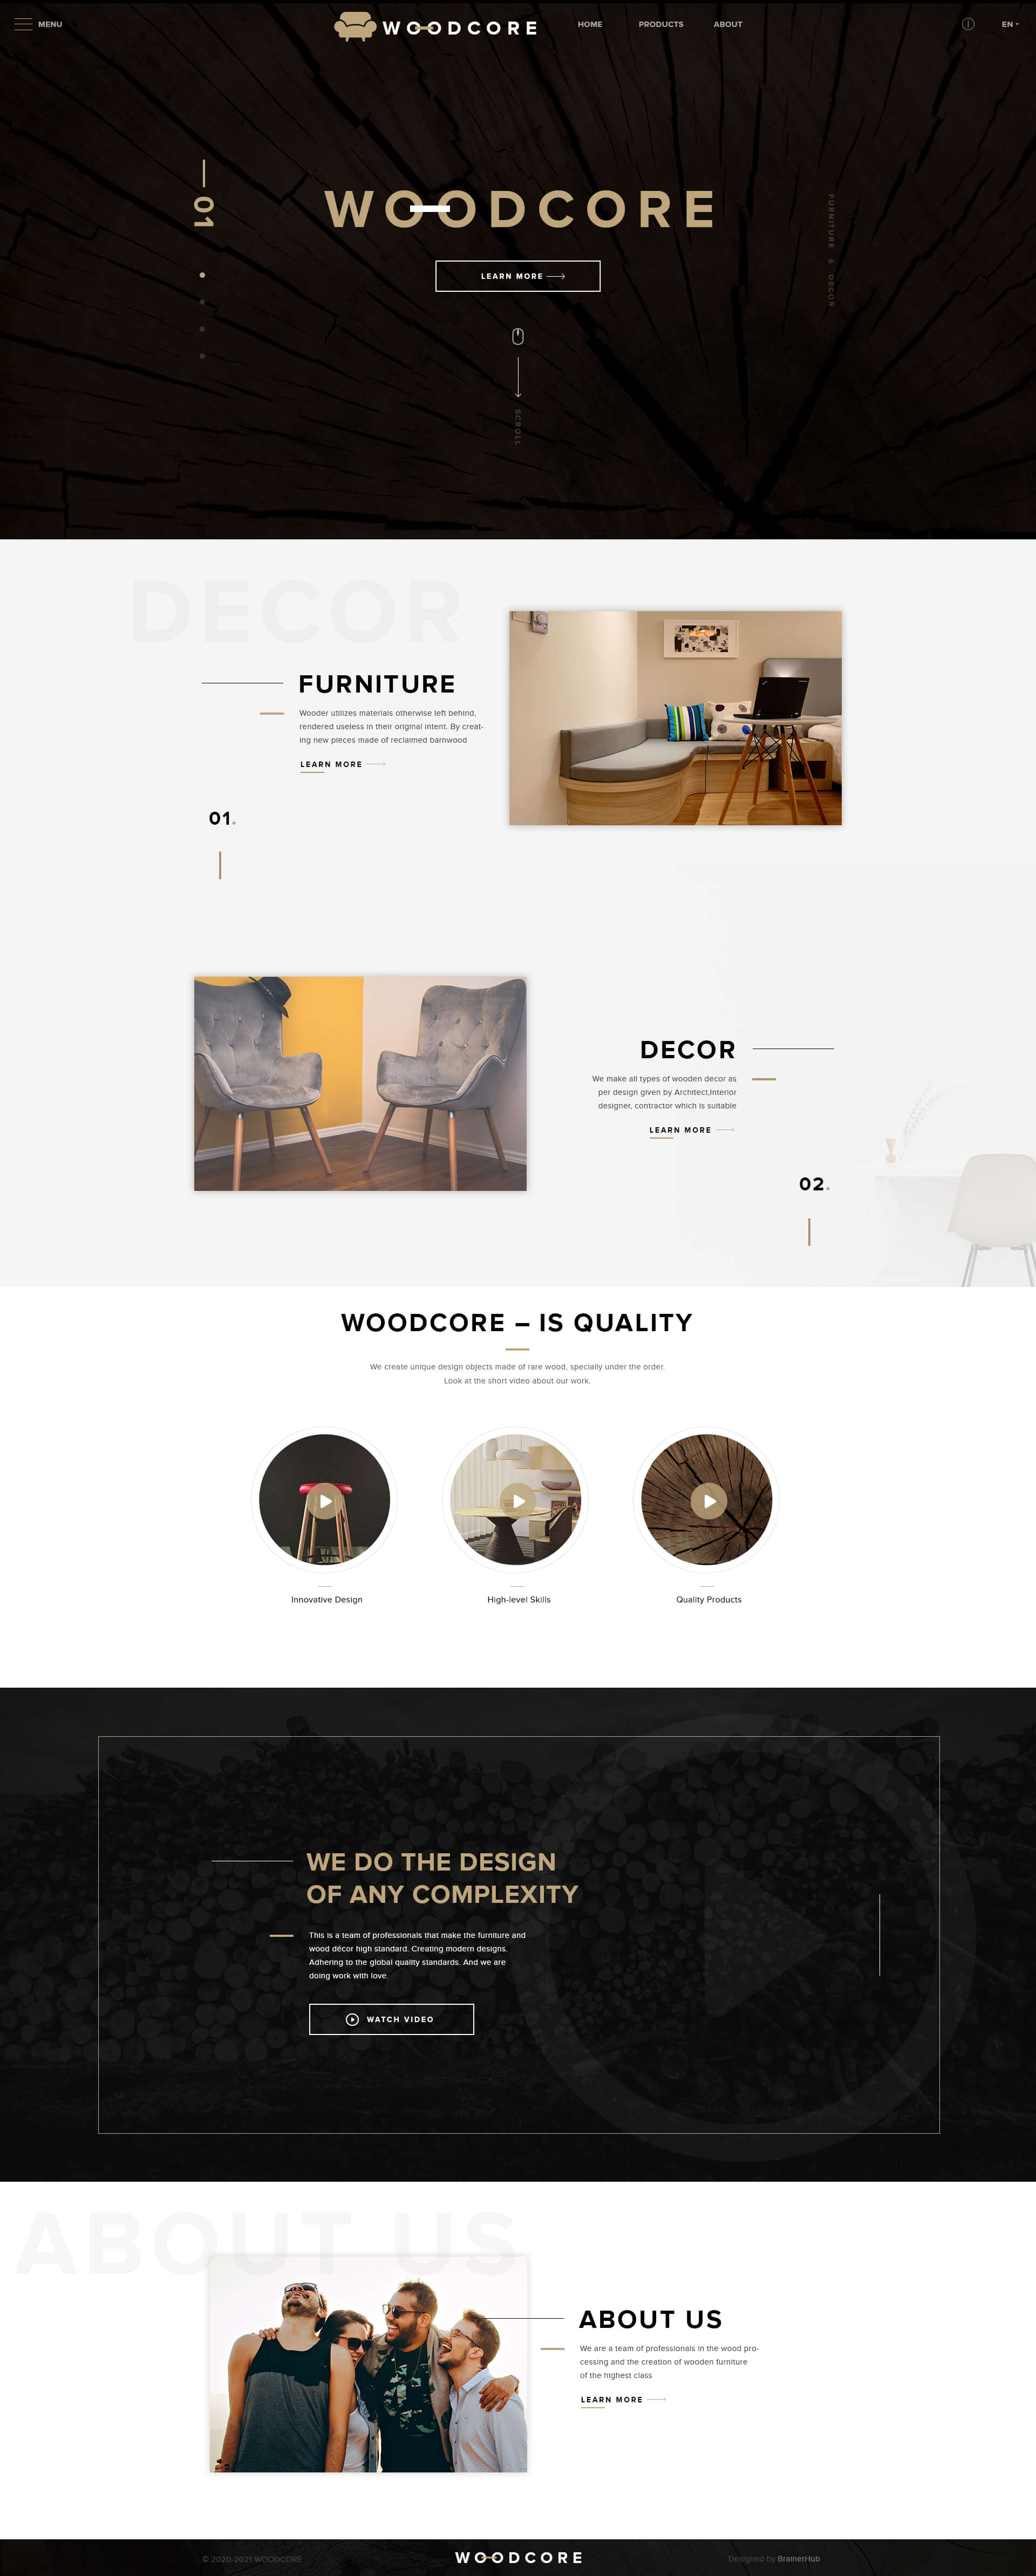 MENU
WOODCORE
HOME
PRODUCTS
ABOUT
EN
01
WOODCORE
FURNITURE & DECOR
LEARN MORE
SCROLL
DECOR
FURNITURE
Wooder utilizes materials otherwise left behind,
rendered useless in their original intent. By creat-
ing new pieces made of reclaimed barnwood
LEARN MORE
01.
DECOR
We make all types of wooden decor as
per design given by Architect,Interior
designer, contractor which is suitable
LEARN MORE
02.
WOODCORE – IS QUALITY
We create unique design objects made of rare wood, specially under the order.
Look at the short video about our work.
Innovative Design
High-level Skills
Quality Products
WE DO THE DESIGN
OF ANY COMPLEXITY
This is a team of professionals that make the furniture and
wood décor high standard. Creating modern designs.
Adhering to the global quality standards. And we are
doing work with love.
WATCH VIDEO
ABOUT US
ABOUT US
We are a team of professionals in the wood pro-
cessing and the creation of wooden furniture
of the highest class
LEARN MORE
© 2020-2021 WOODCORE
WOODCORE
Designed by BrainerHub